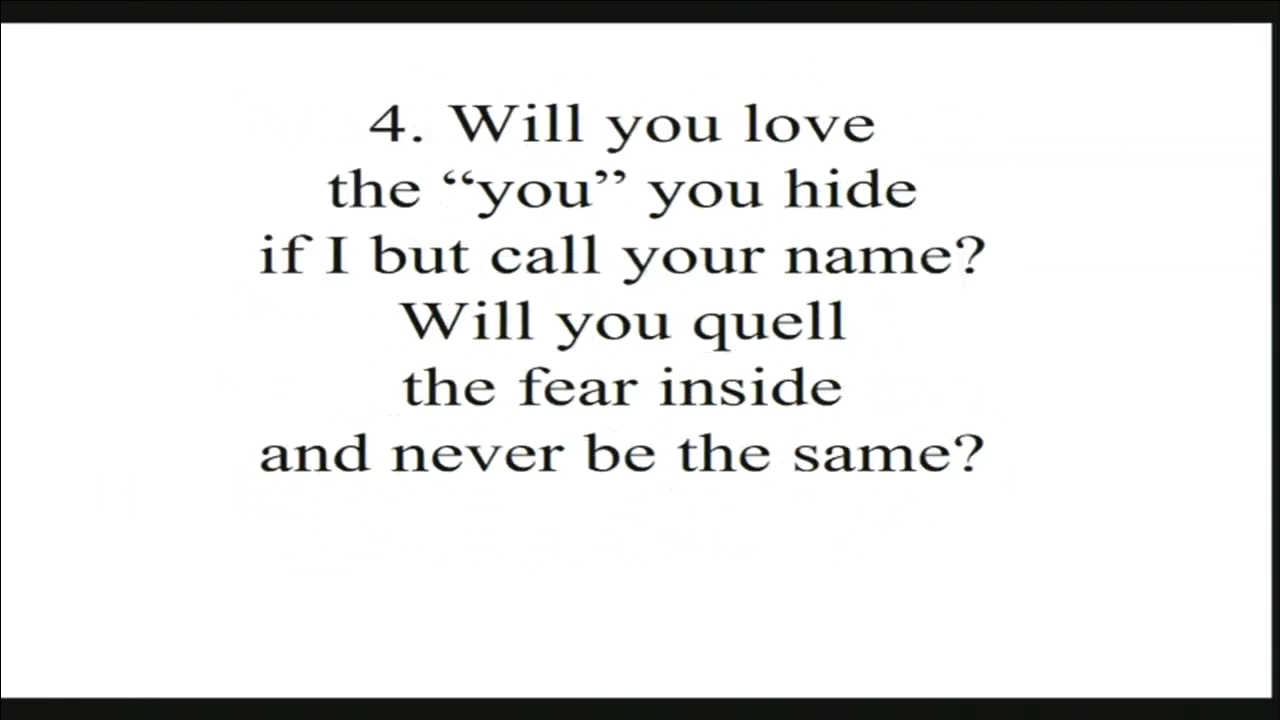 4. Will you love
the “you” you hide
if I but call your name?
Will you quell
the fear inside
and never be the same?